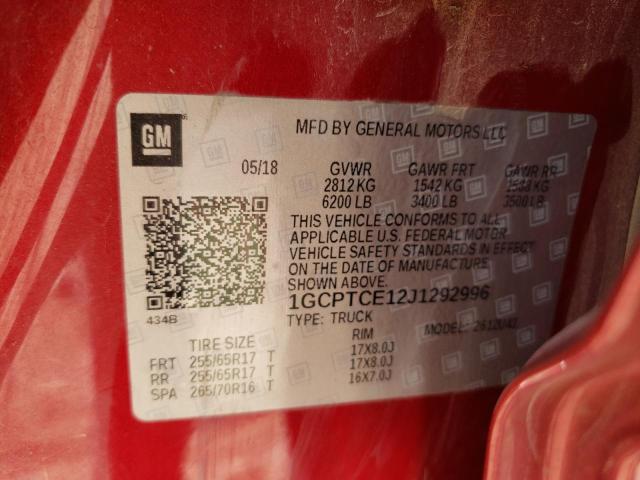 GM
MFD BY GENERAL MOTORS LLC
05/18
GVWR GAWR FRT GAWR RR
2812 KG 1542 KG 1588 KG
6200 LB 3400 LB 3500 LB
THIS VEHICLE CONFORMS TO ALL
APPLICABLE U.S. FEDERAL MOTOR
VEHICLE SAFETY STANDARDS IN EFFECT
ON THE DATE OF MANUFACTURE
SHOWN ABOVE.
1GCPTCE12J1292996
434B
TYPE: TRUCK MODEL:
TIRE SIZE RIM
FRT 255/65R17 T 17X8.0J
RR 255/65R17 T 17X8.0J
SPA 265/70R16 T 16X7.0J